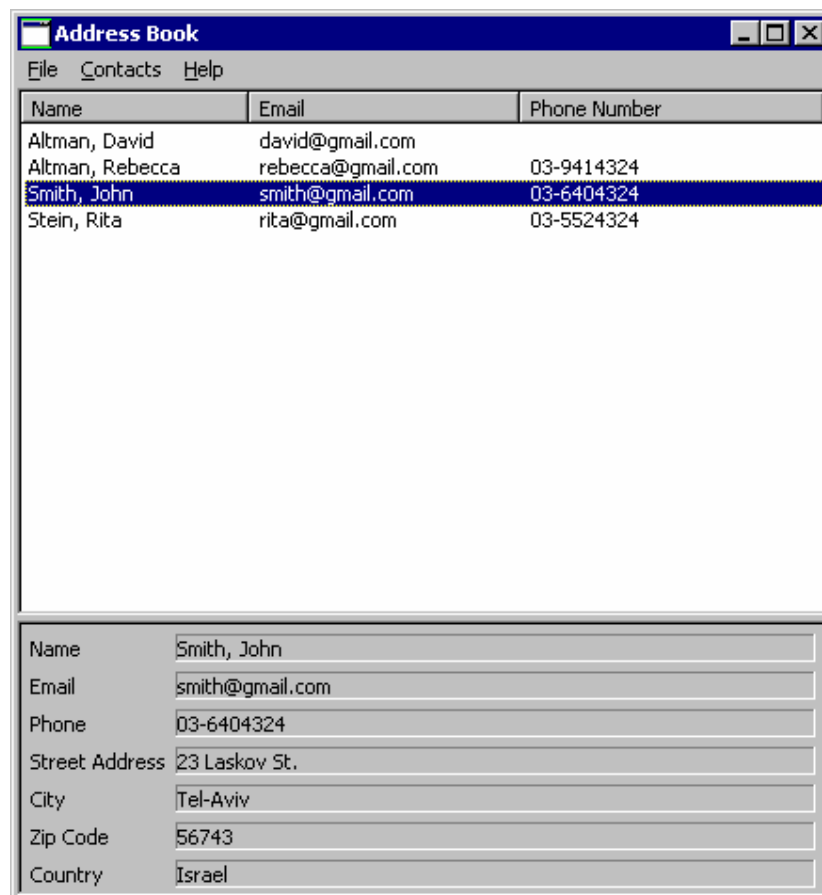 Address Book
File Contacts Help
Name Email Phone Number
Altman, David david@gmail.com
Altman, Rebecca rebecca@gmail.com 03-9414324
Smith, John smith@gmail.com 03-6404324
Stein, Rita rita@gmail.com 03-5524324
Name Smith, John
Email smith@gmail.com
Phone 03-6404324
Street Address 23 Laskov St.
City Tel-Aviv
Zip Code 56743
Country Israel